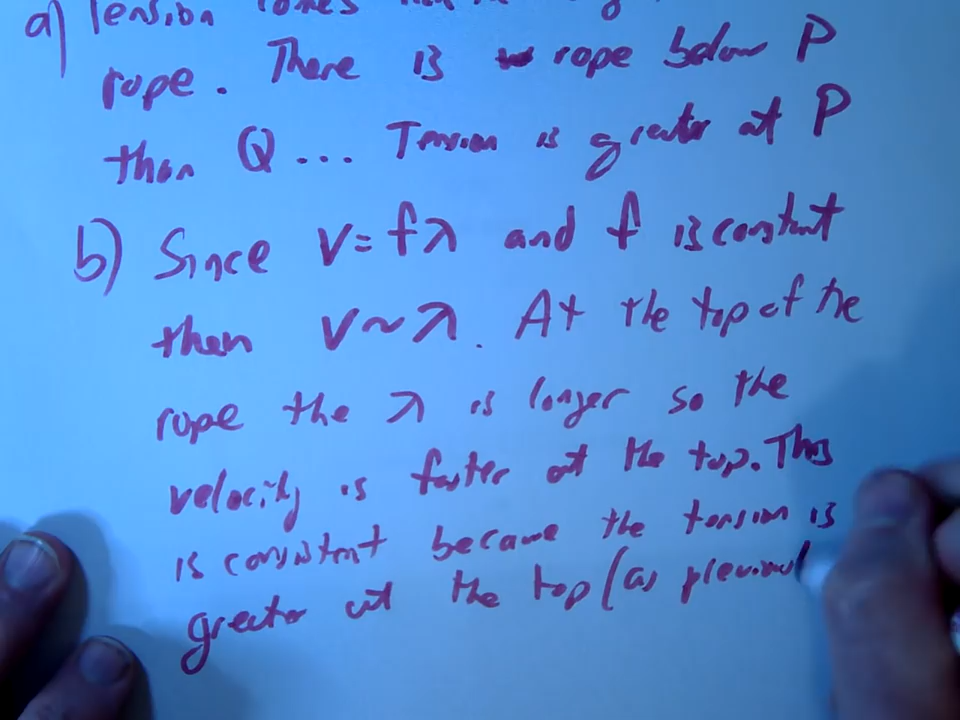 a) Tension comes
rope. There is rope below P
than Q... Tension is greater at P
b) Since v=fλ and f is constant
then v~λ. At the top of the
rope the λ is longer so the
velocity is faster at the top. This
is consistent because the tension is
greater at the top (as previousl